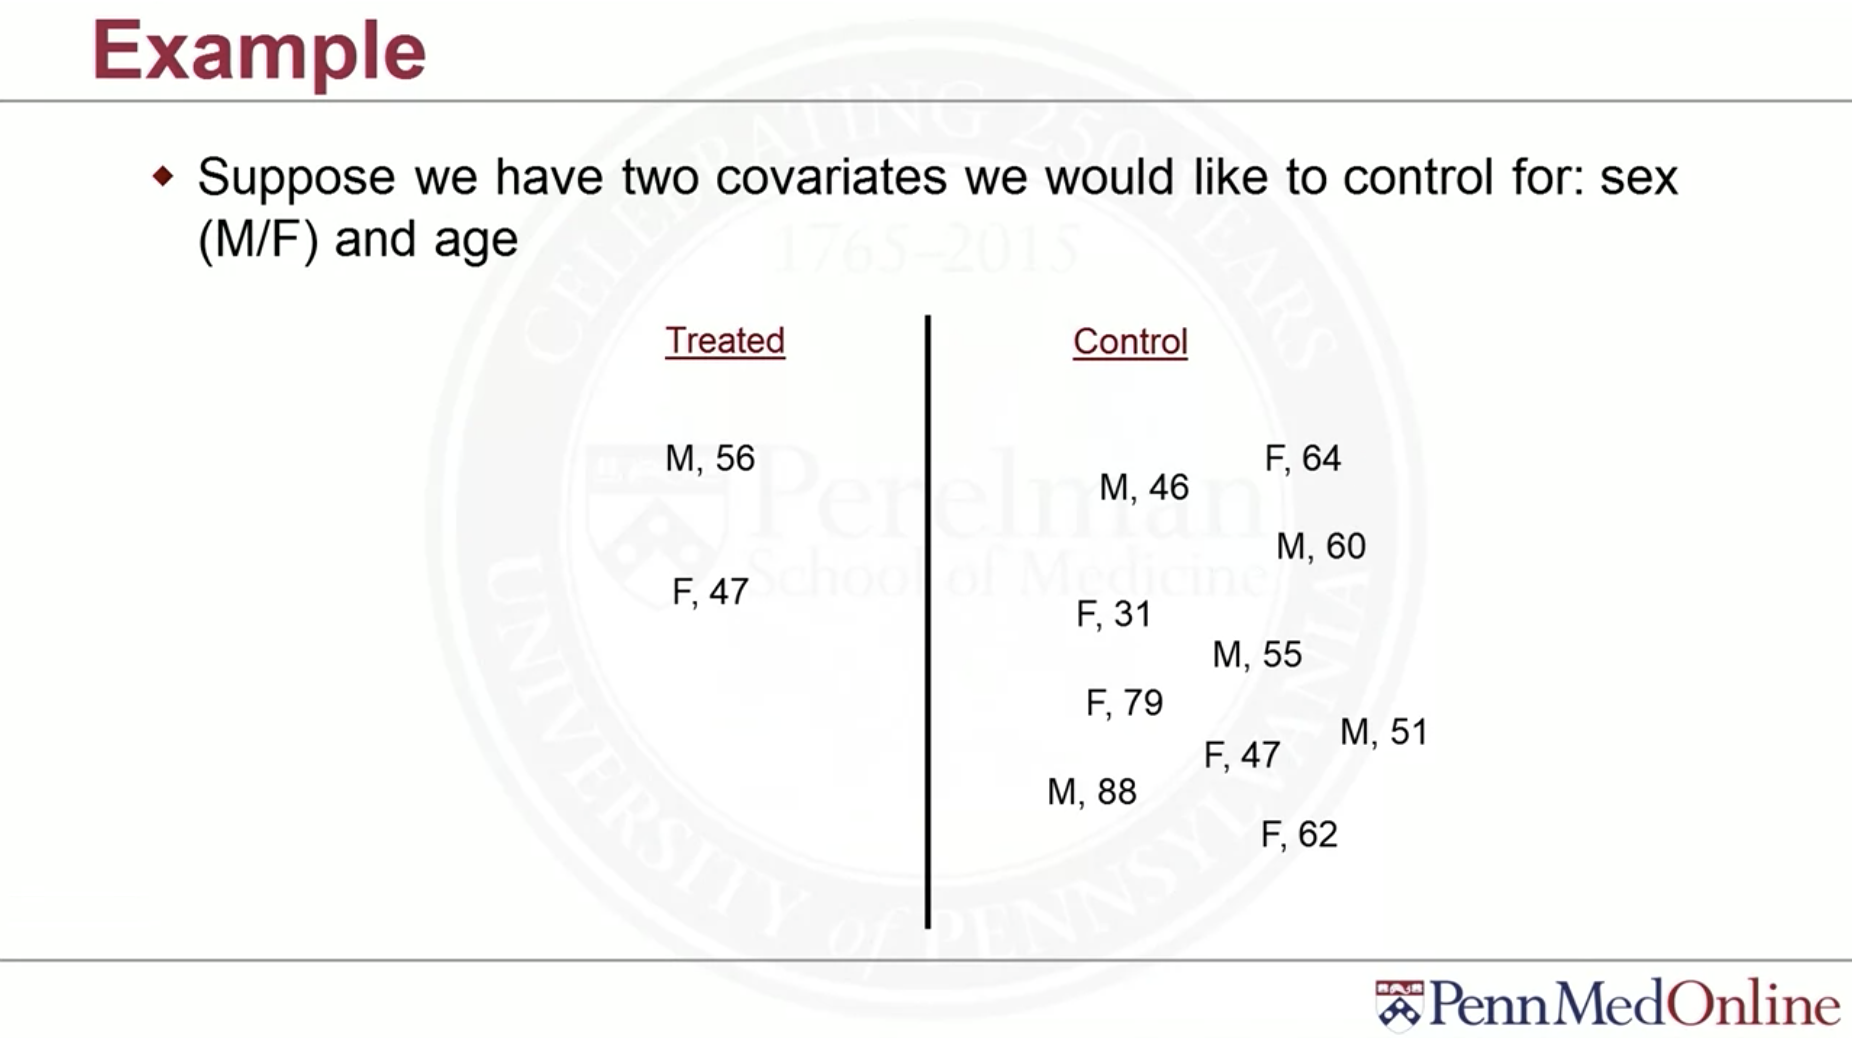 Example
Suppose we have two covariates we would like to control for: sex
(M/F) and age
Treated
Control
M, 56
F, 47
F, 64
M, 46
M, 60
F, 31
M, 55
F, 79
M, 51
F, 47
M, 88
F, 62
CELEBRATING 250 YEARS
1765–2015
Perelman
School of Medicine
UNIVERSITY of PENNSYLVANIA
PennMedOnline